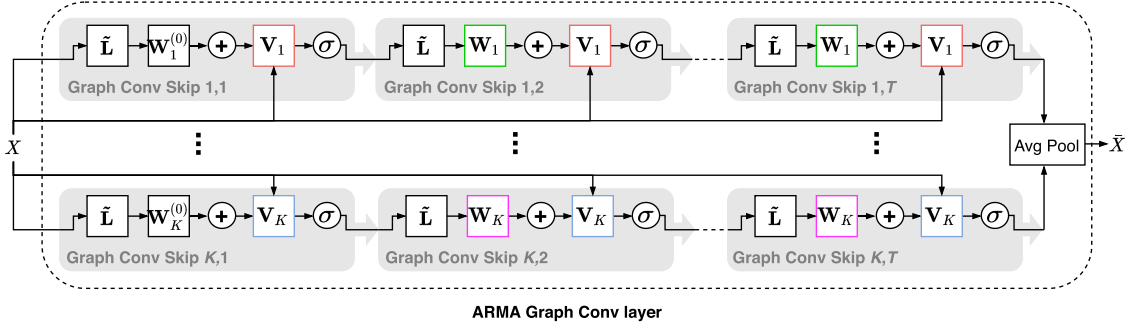 L̃ W₁⁽⁰⁾ + V₁ σ L̃ W₁ + V₁ σ L̃ W₁ + V₁ σ
Graph Conv Skip 1,1 Graph Conv Skip 1,2 Graph Conv Skip 1,T
X ⋮ ⋮ ⋮ Avg Pool X̄
L̃ W_K⁽⁰⁾ + V_K σ L̃ W_K + V_K σ L̃ W_K + V_K σ
Graph Conv Skip K,1 Graph Conv Skip K,2 Graph Conv Skip K,T
ARMA Graph Conv layer